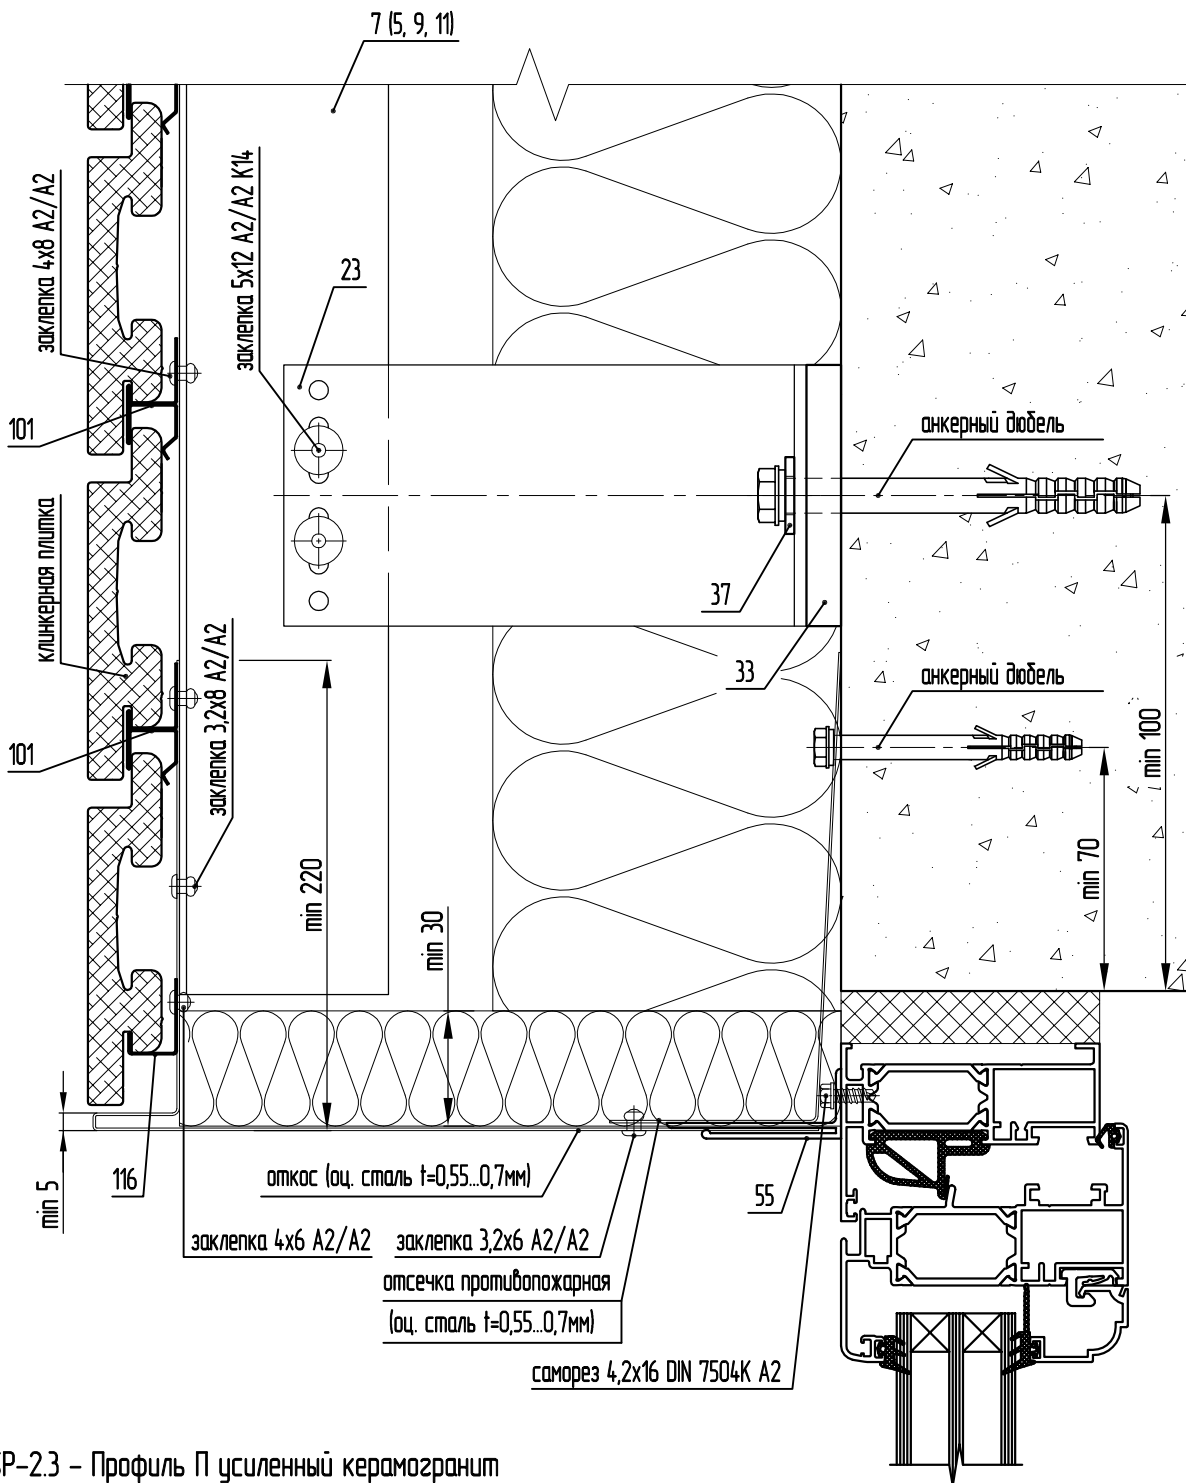 7 (5, 9, 11)
заклепка 4х8 А2/А2
заклепка 5х12 А2/А2 К14
23
101
анкерный дюбель
клинкерная плитка
37
33
заклепка 3,2х8 А2/А2
анкерный дюбель
101
min 100
min 70
min 220
min 30
116
min 5
откос (оц. сталь t=0,55...0,7мм)
55
заклепка 4х6 А2/А2
заклепка 3,2х6 А2/А2
отсечка противопожарная
(оц. сталь t=0,55...0,7мм)
саморез 4,2х16 DIN 7504К А2
Р-2.3 - Профиль П усиленный керамогранит